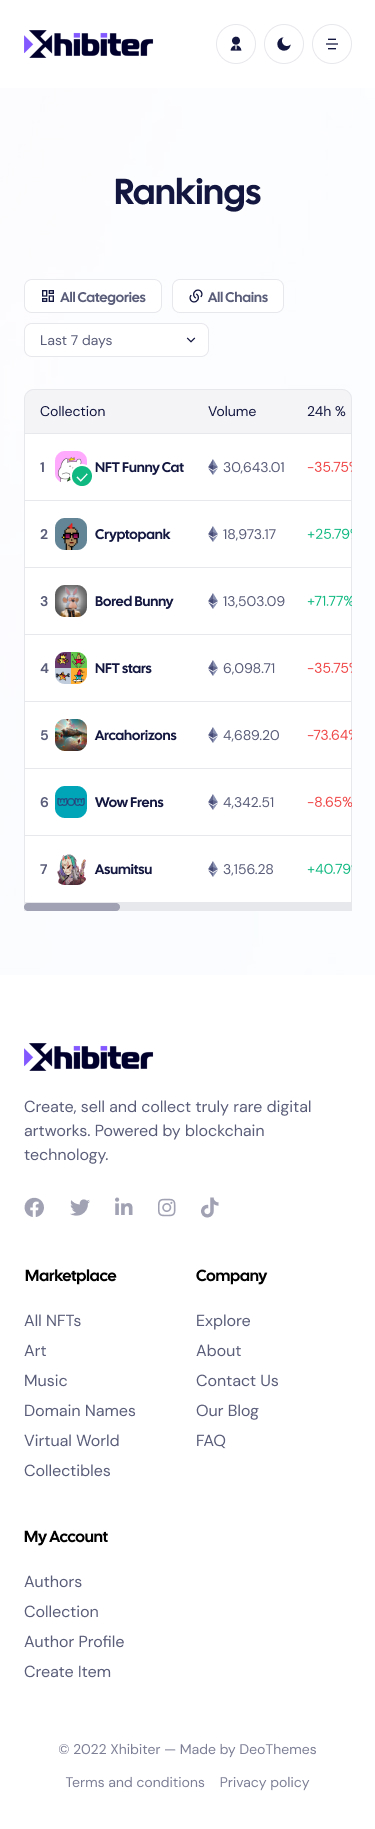 Xhibiter
Rankings
All Categories
All Chains
Last 7 days
Collection Volume 24h %
1 NFT Funny Cat 30,643.01 -35.75%
2 Cryptopank 18,973.17 +25.79%
3 Bored Bunny 13,503.09 +71.77%
4 NFT stars 6,098.71 -35.75%
5 Arcahorizons 4,689.20 -73.64%
6 WOW Wow Frens 4,342.51 -8.65%
7 Asumitsu 3,156.28 +40.79%
Xhibiter
Create, sell and collect truly rare digital
artworks. Powered by blockchain
technology.
Marketplace
All NFTs
Art
Music
Domain Names
Virtual World
Collectibles
Company
Explore
About
Contact Us
Our Blog
FAQ
My Account
Authors
Collection
Author Profile
Create Item
© 2022 Xhibiter — Made by DeoThemes
Terms and conditions Privacy policy